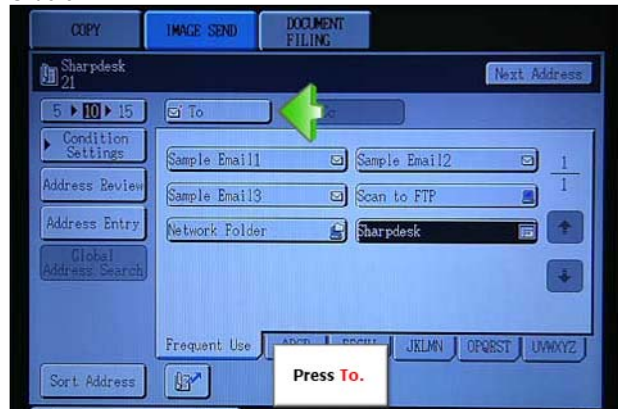 COPY
IMAGE SEND
DOCUMENT
FILING
Sharpdesk
21
Next Address
5 ▶ 10 ▶ 15
To
Condition
Settings
Sample Email1
Sample Email2
1
1
Address Review
Sample Email3
Scan to FTP
Address Entry
Network Folder
Sharpdesk
Global
Address Search
Frequent Use
JKLMN
OPQRST
UVWXYZ
Sort Address
Press To.